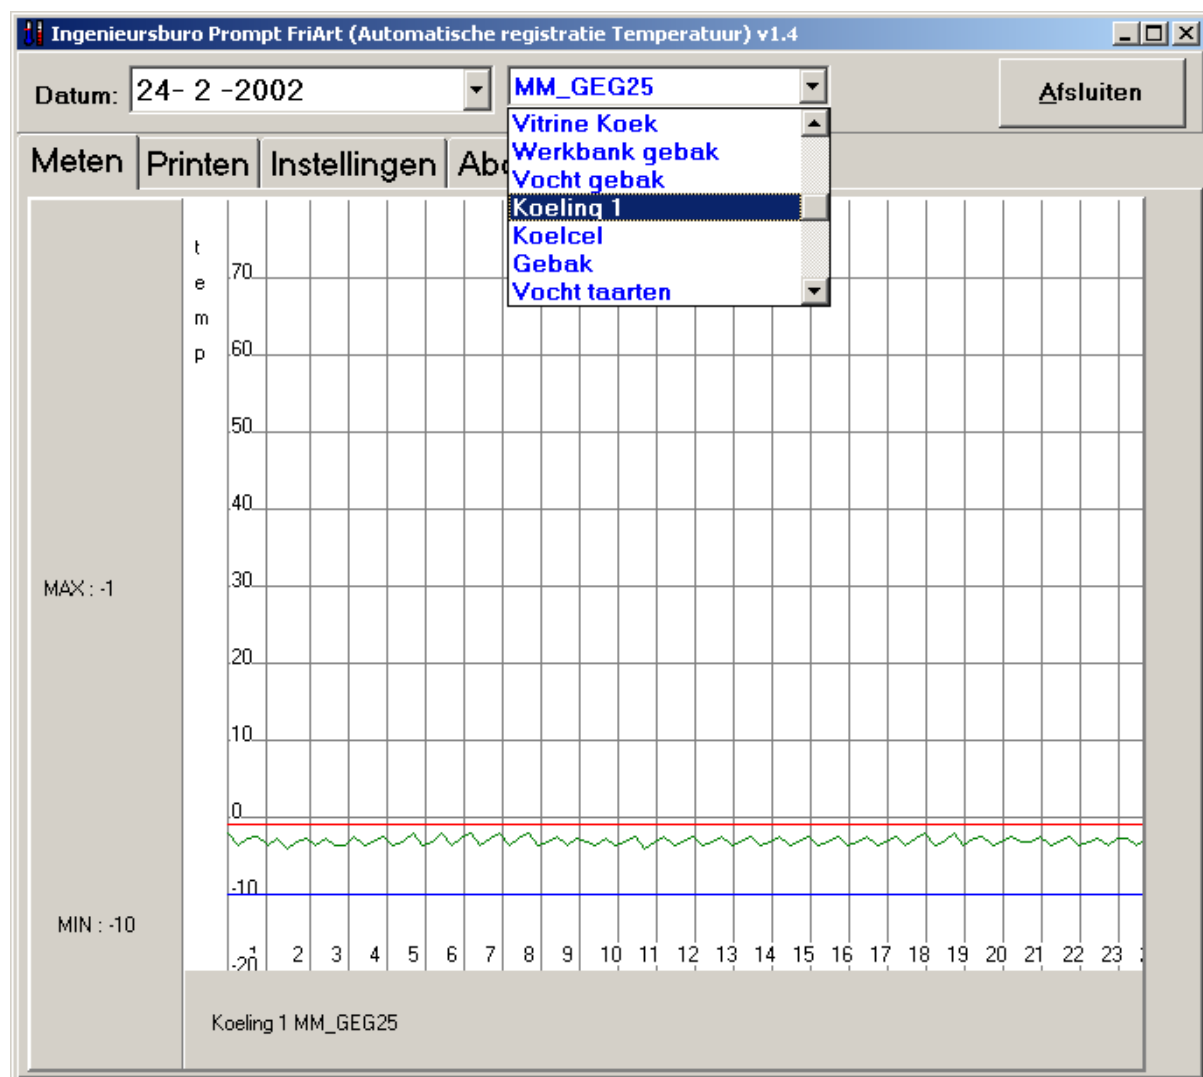 Ingenieursburo Prompt FriArt (Automatische registratie Temperatuur) v1.4
Datum: 24- 2 -2002 MM_GEG25 Afsluiten
Vitrine Koek
Werkbank gebak
Vocht gebak
Koeling 1
Koelcel
Gebak
Vocht taarten
Meten Printen Instellingen
temp
70
60
50
40
30
20
10
0
-10
-20
MAX : -1
MIN : -10
1 2 3 4 5 6 7 8 9 10 11 12 13 14 15 16 17 18 19 20 21 22 23
Koeling 1 MM_GEG25